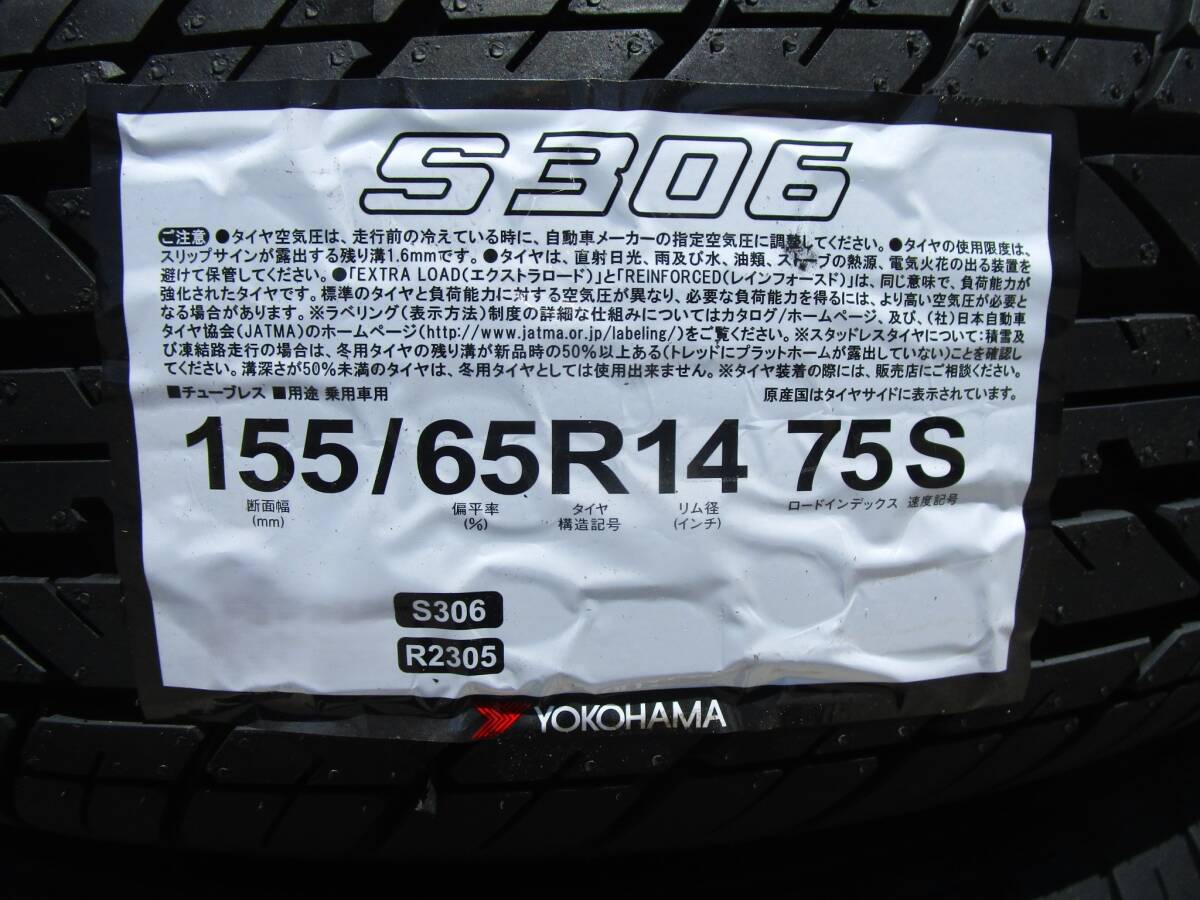 S306
ご注意 ●タイヤ空気圧は、走行前の冷えている時に、自動車メーカーの指定空気圧に調整してください。●タイヤの使用限度は、
スリップサインが露出する残り溝1.6mmです。●タイヤは、直射日光、雨及び水、油類、ストーブの熱源、電気火花の出る装置を
避けて保管してください。●「EXTRA LOAD(エクストラロード)」と「REINFORCED(レインフォースド)」は、同じ意味で、負荷能力が
強化されたタイヤです。標準のタイヤと負荷能力に対する空気圧が異なり、必要な負荷能力を得るには、より高い空気圧が必要と
なる場合があります。※ラベリング(表示方法)制度の詳細な仕組みについてはカタログ/ホームページ、及び、(社)日本自動車
タイヤ協会(JATMA)のホームページ(http://www.jatma.or.jp/labeling/)をご覧ください。※スタッドレスタイヤについて:積雪及
び凍結路走行の場合は、冬用タイヤの残り溝が新品時の50%以上ある(トレッドにプラットホームが露出していない)ことを確認し
てください。溝深さが50%未満のタイヤは、冬用タイヤとしては使用出来ません。※タイヤ装着の際には、販売店にご相談ください。
■チューブレス ■用途 乗用車用 原産国はタイヤサイドに表示されています。
155/65R14 75S
断面幅 偏平率 タイヤ リム径 ロードインデックス 速度記号
(mm) (%) 構造記号 (インチ)
S306
R2305
YOKOHAMA